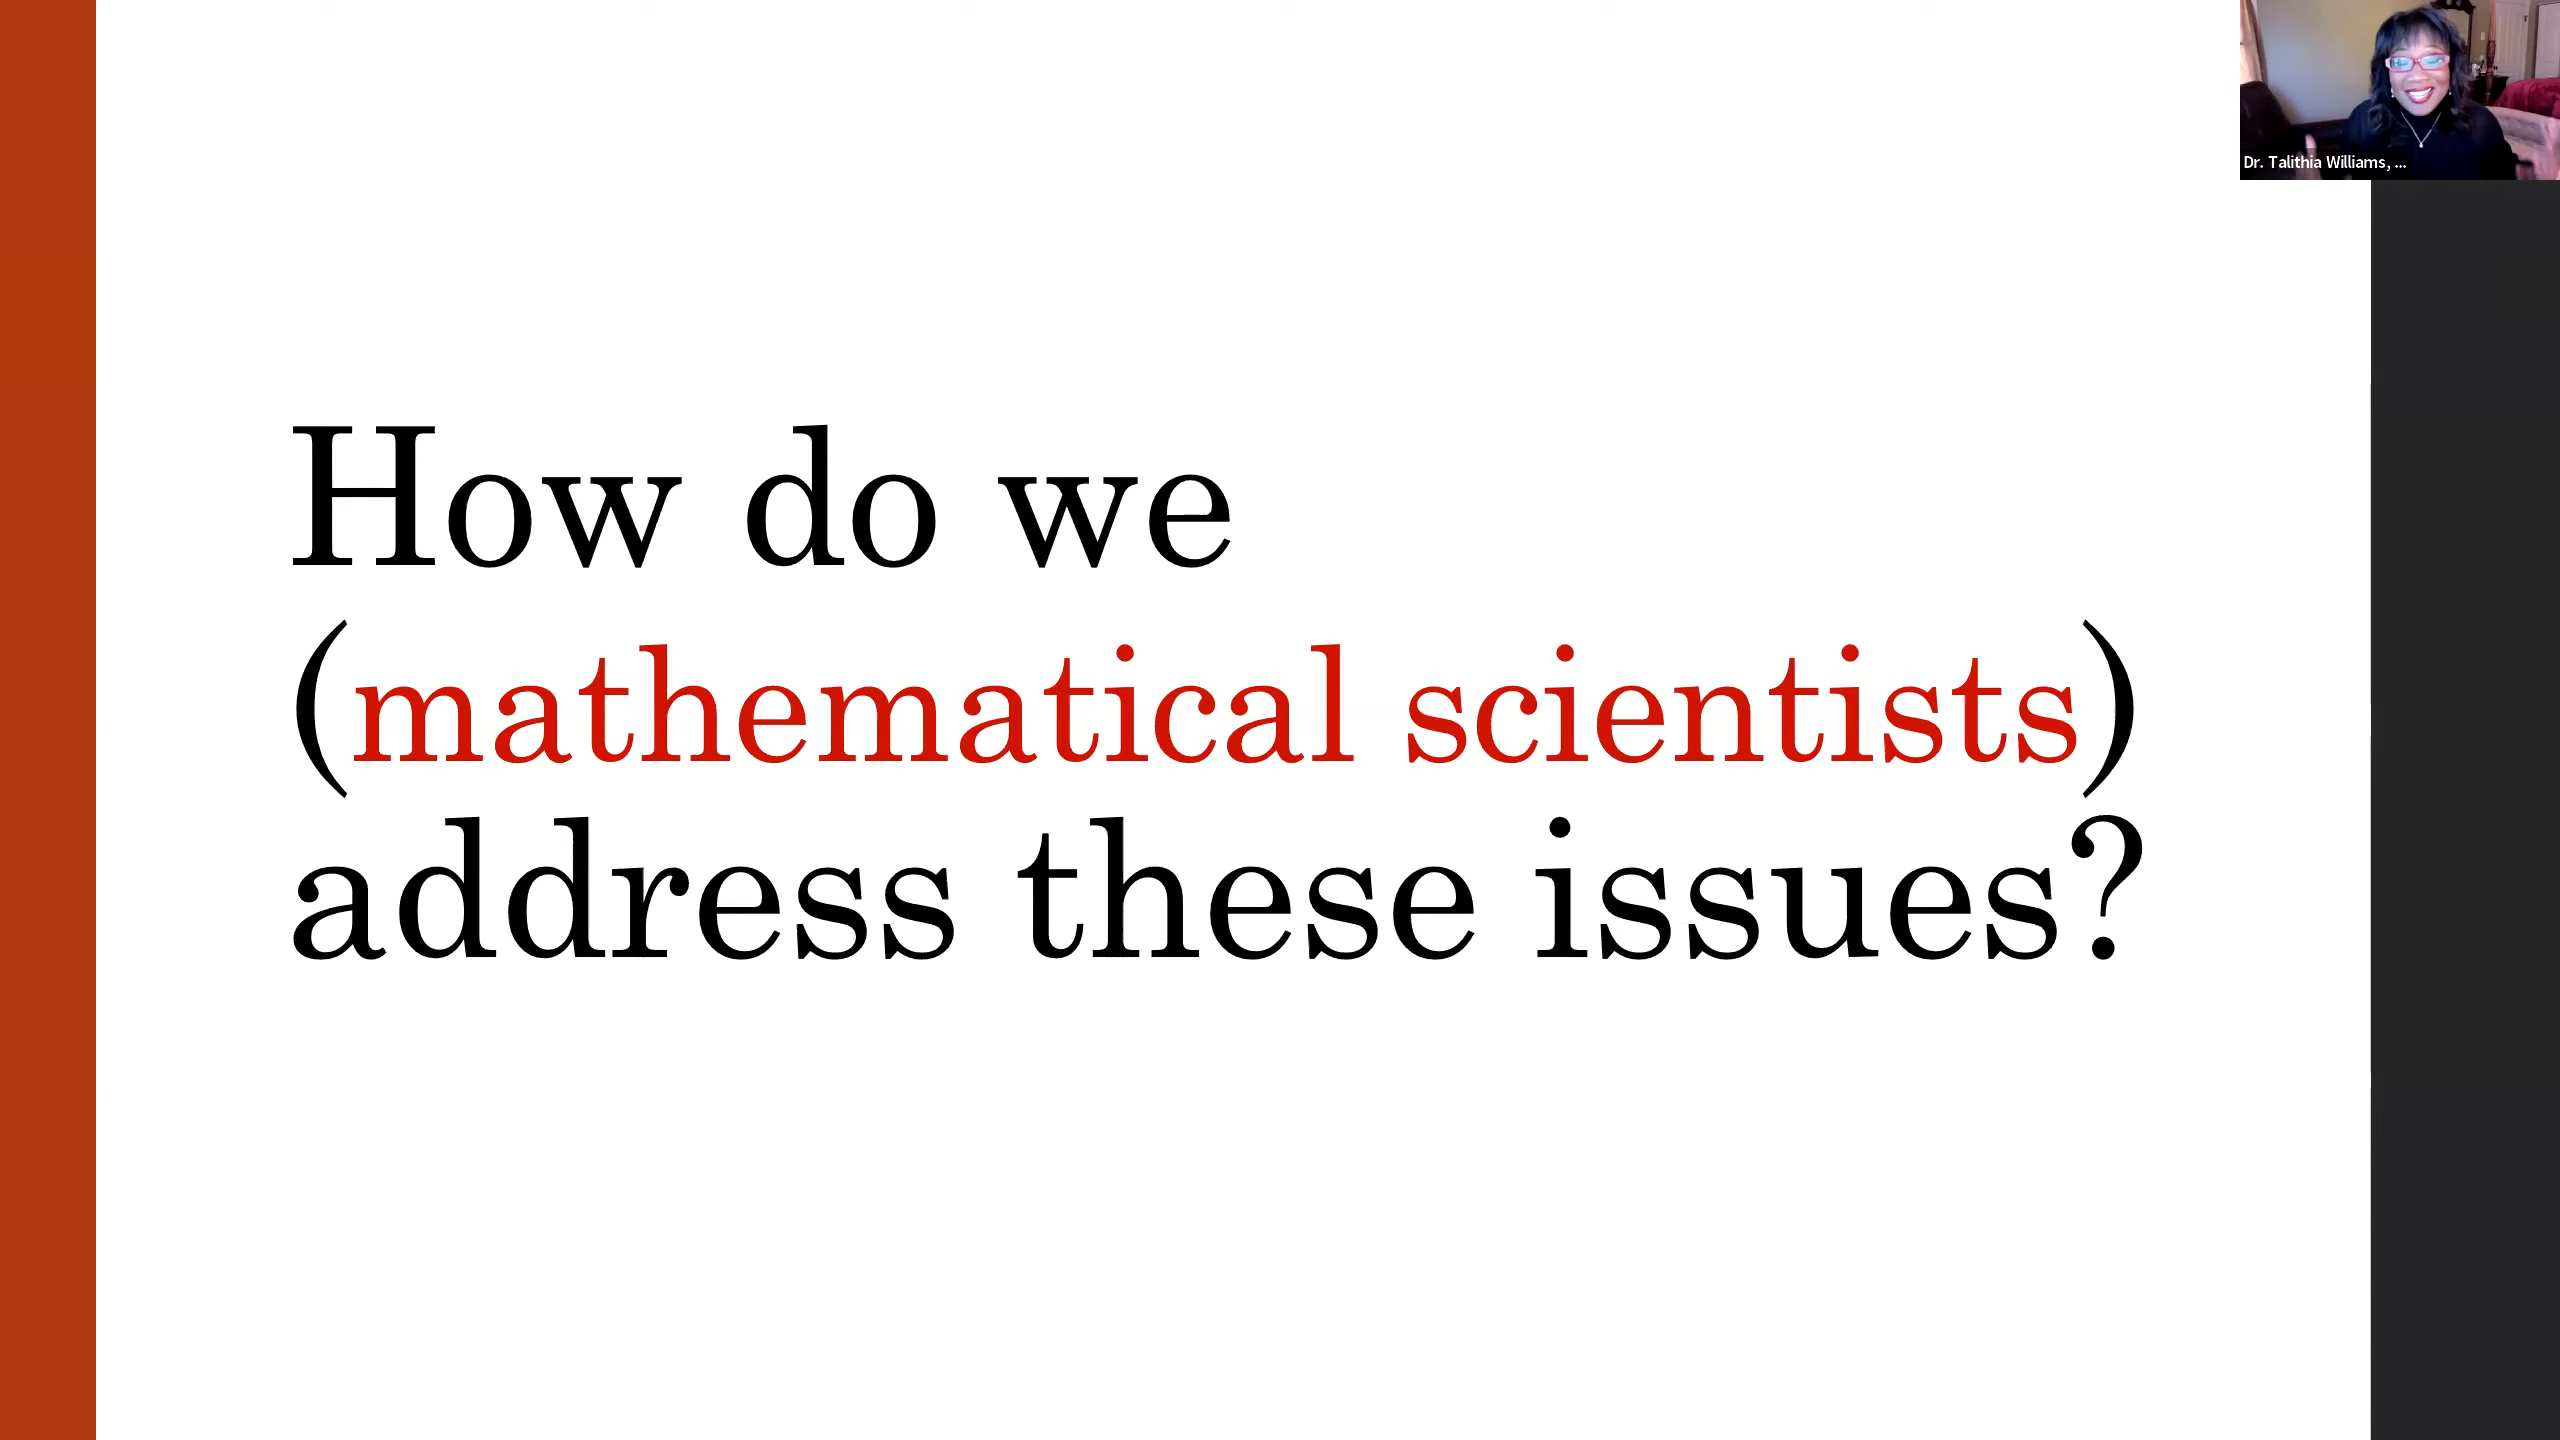 Dr. Talithia Williams, ...
How do we
(mathematical scientists)
address these issues?